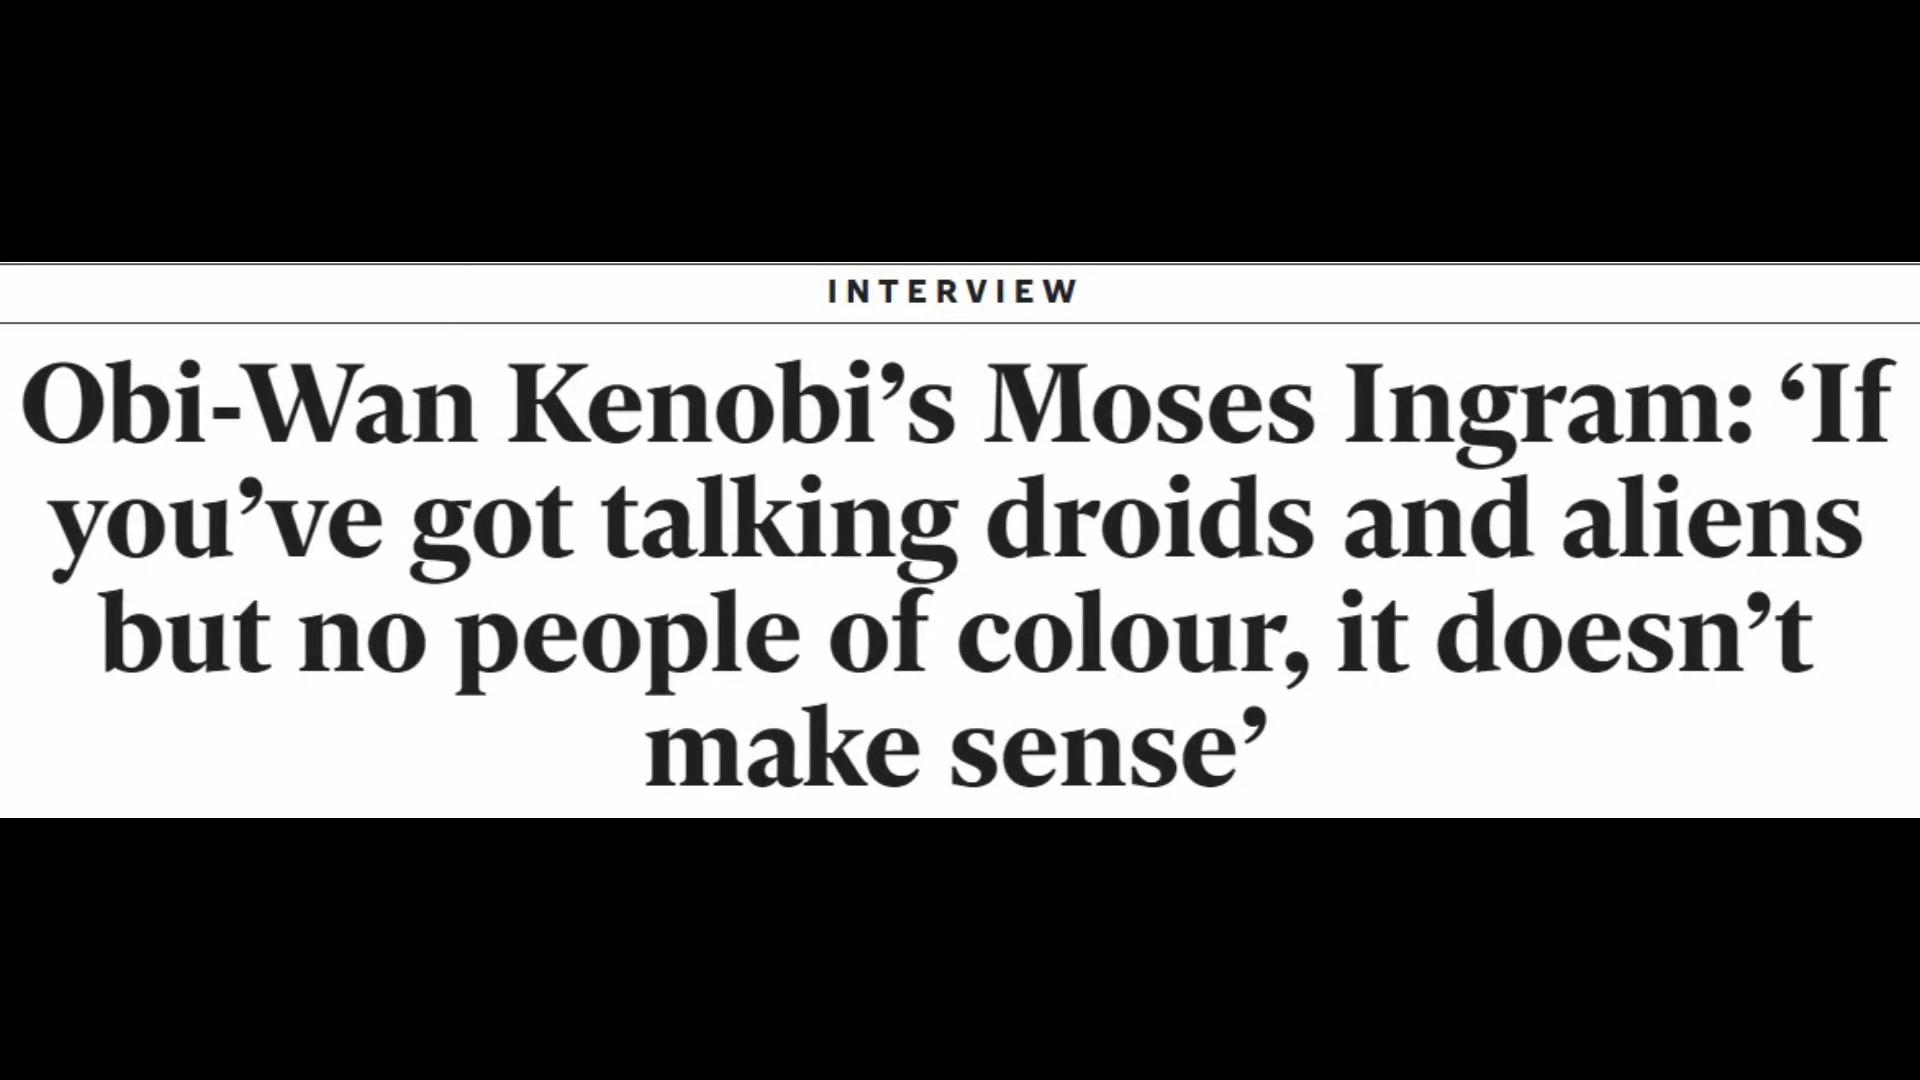 INTERVIEW
Obi-Wan Kenobi’s Moses Ingram: ‘If
you’ve got talking droids and aliens
but no people of colour, it doesn’t
make sense’